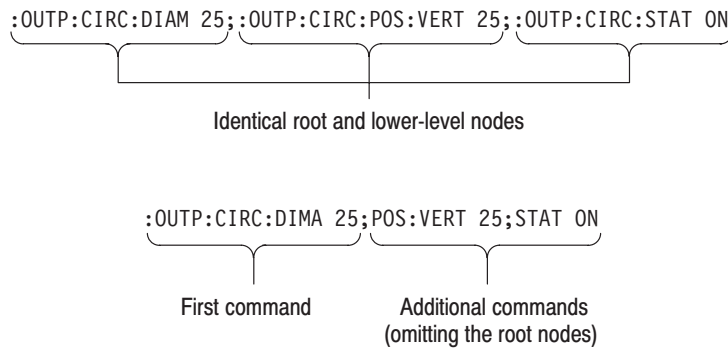 :OUTP:CIRC:DIAM 25;:OUTP:CIRC:POS:VERT 25;:OUTP:CIRC:STAT ON
Identical root and lower-level nodes
:OUTP:CIRC:DIMA 25;POS:VERT 25;STAT ON
First command
Additional commands
(omitting the root nodes)